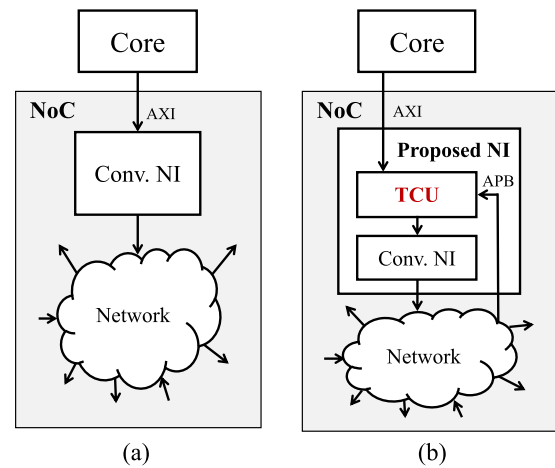 Core
NoC
AXI
Conv. NI
Network
(a)
Core
NoC
AXI
Proposed NI
APB
TCU
Conv. NI
Network
(b)